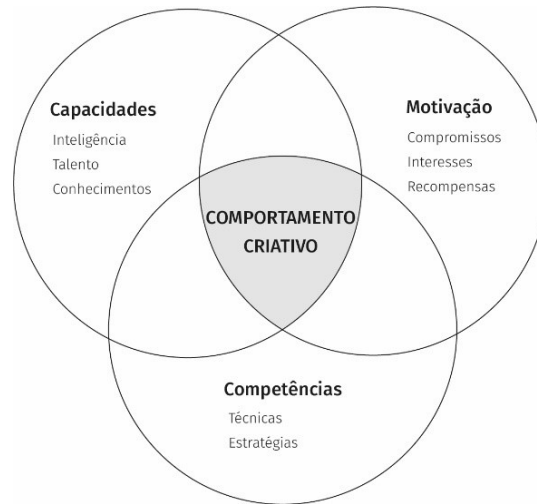 Capacidades
Inteligência
Talento
Conhecimentos
Motivação
Compromissos
Interesses
Recompensas
COMPORTAMENTO
CRIATIVO
Competências
Técnicas
Estratégias